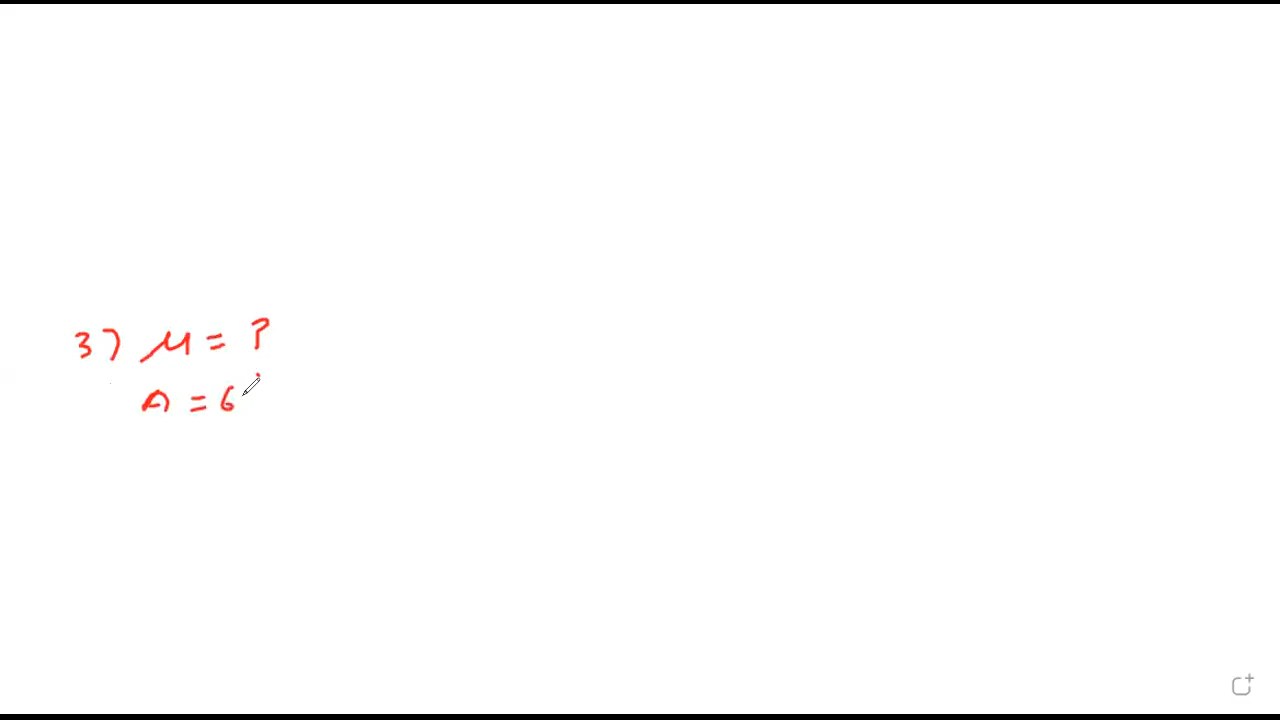 3) μ = ?
A = 6